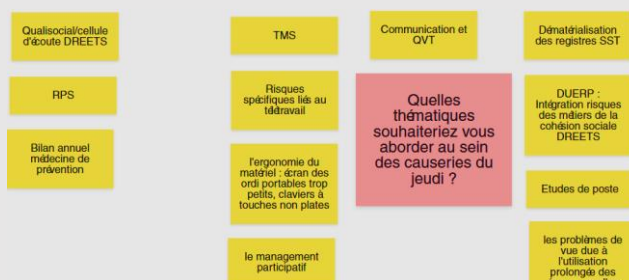 Qualisocial/cellule
d'écoute DREETS
RPS
Bilan annuel
médecine de
prévention
TMS
Risques
spécifiques liés au
télétravail
l'ergonomie du
matériel : écran des
ordi portables trop
petits, claviers à
touches non plates
le management
participatif
Communication et
QVT
Quelles
thématiques
souhaiteriez vous
aborder au sein
des causeries du
jeudi ?
Dématérialisation
des registres SST
DUERP :
Intégration risques
des métiers de la
cohésion sociale
DREETS
Etudes de poste
les problèmes de
vue due à
l'utilisation
prolongée des